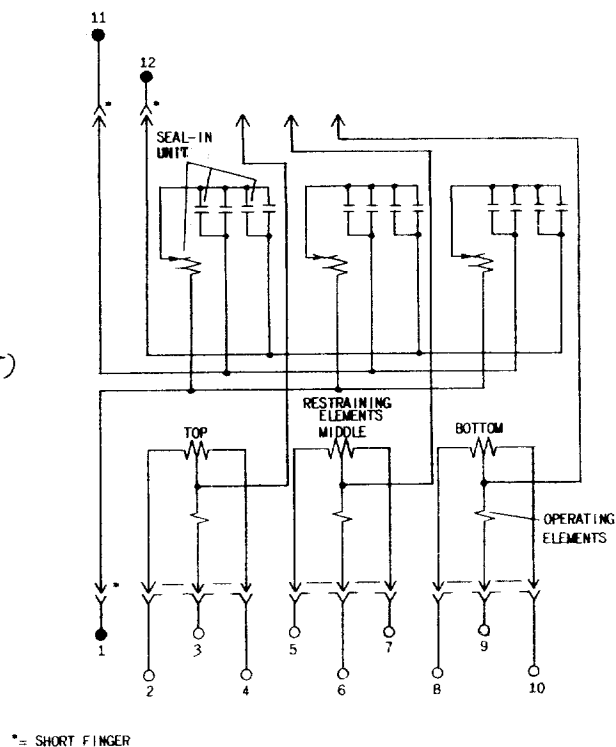 11
12
*
*
SEAL-IN
UNIT
RESTRAINING
ELEMENTS
TOP
MIDDLE
BOTTOM
OPERATING
ELEMENTS
*
1
2
3
4
5
6
7
8
9
10
*= SHORT FINGER